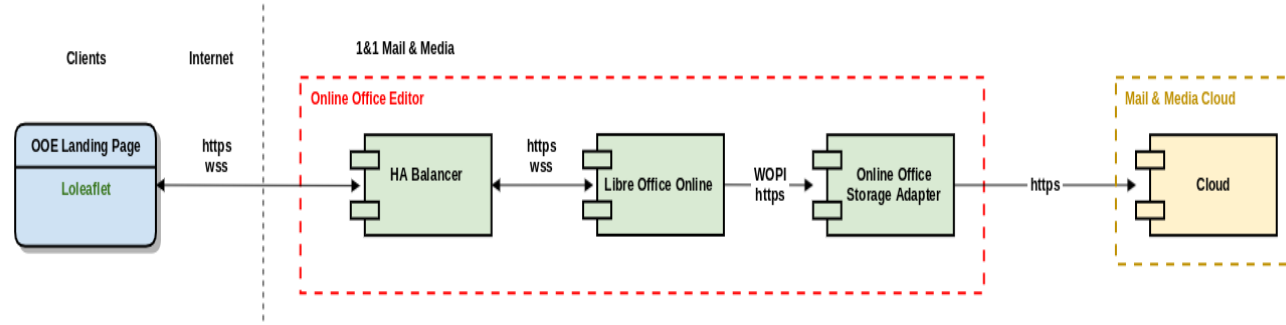 Clients
Internet
1&1 Mail & Media
Online Office Editor
Mail & Media Cloud
OOE Landing Page
Loleaflet
https
wss
HA Balancer
https
wss
Libre Office Online
WOPI
https
Online Office
Storage Adapter
https
Cloud